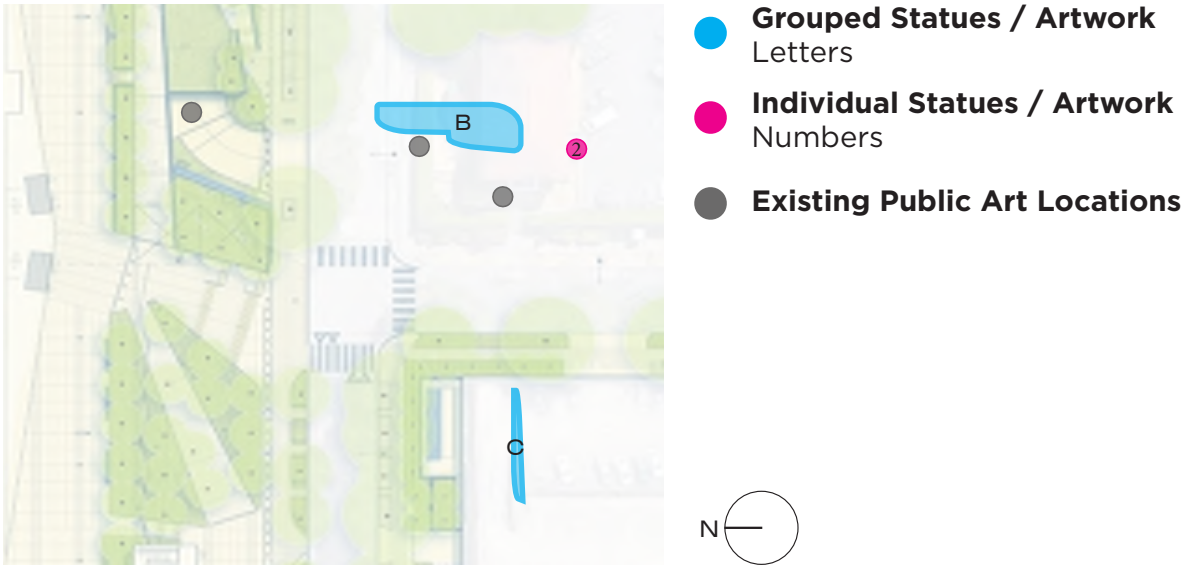 Grouped Statues / Artwork
Letters
Individual Statues / Artwork
Numbers
Existing Public Art Locations
B
2
C
N